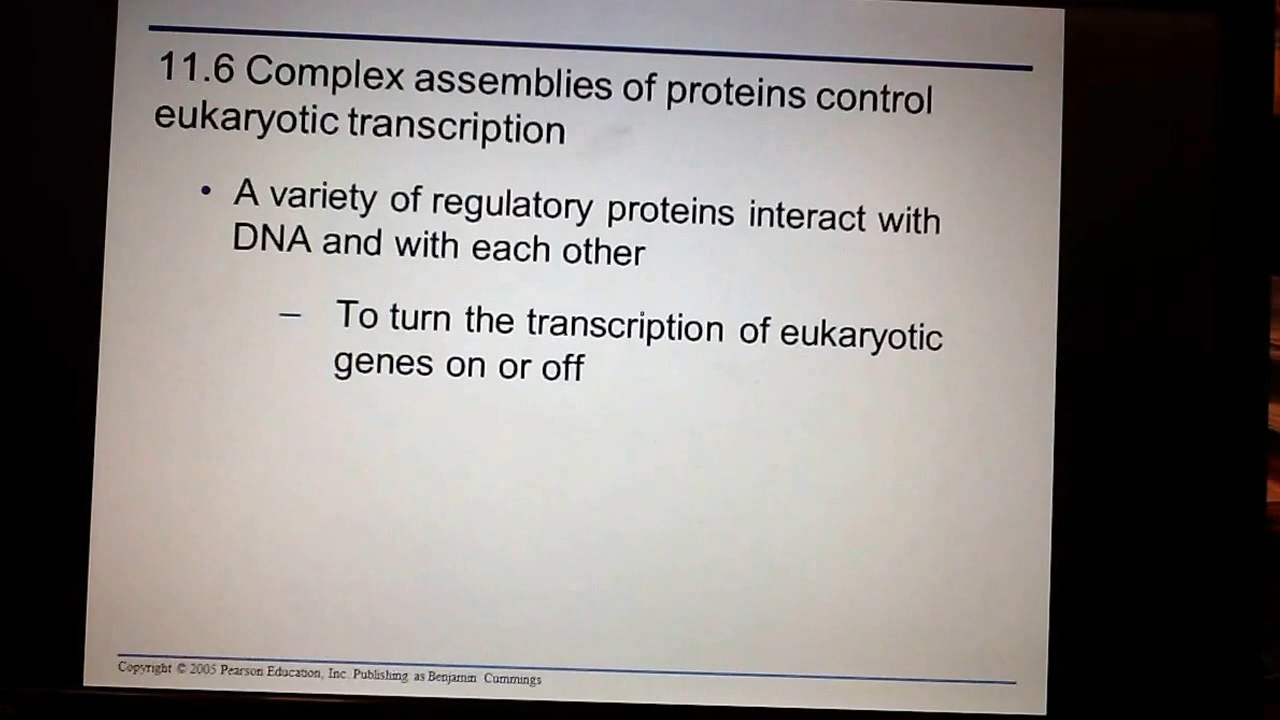 11.6 Complex assemblies of proteins control
eukaryotic transcription
• A variety of regulatory proteins interact with
DNA and with each other
– To turn the transcription of eukaryotic
genes on or off
Copyright © 2005 Pearson Education, Inc. Publishing as Benjamin Cummings